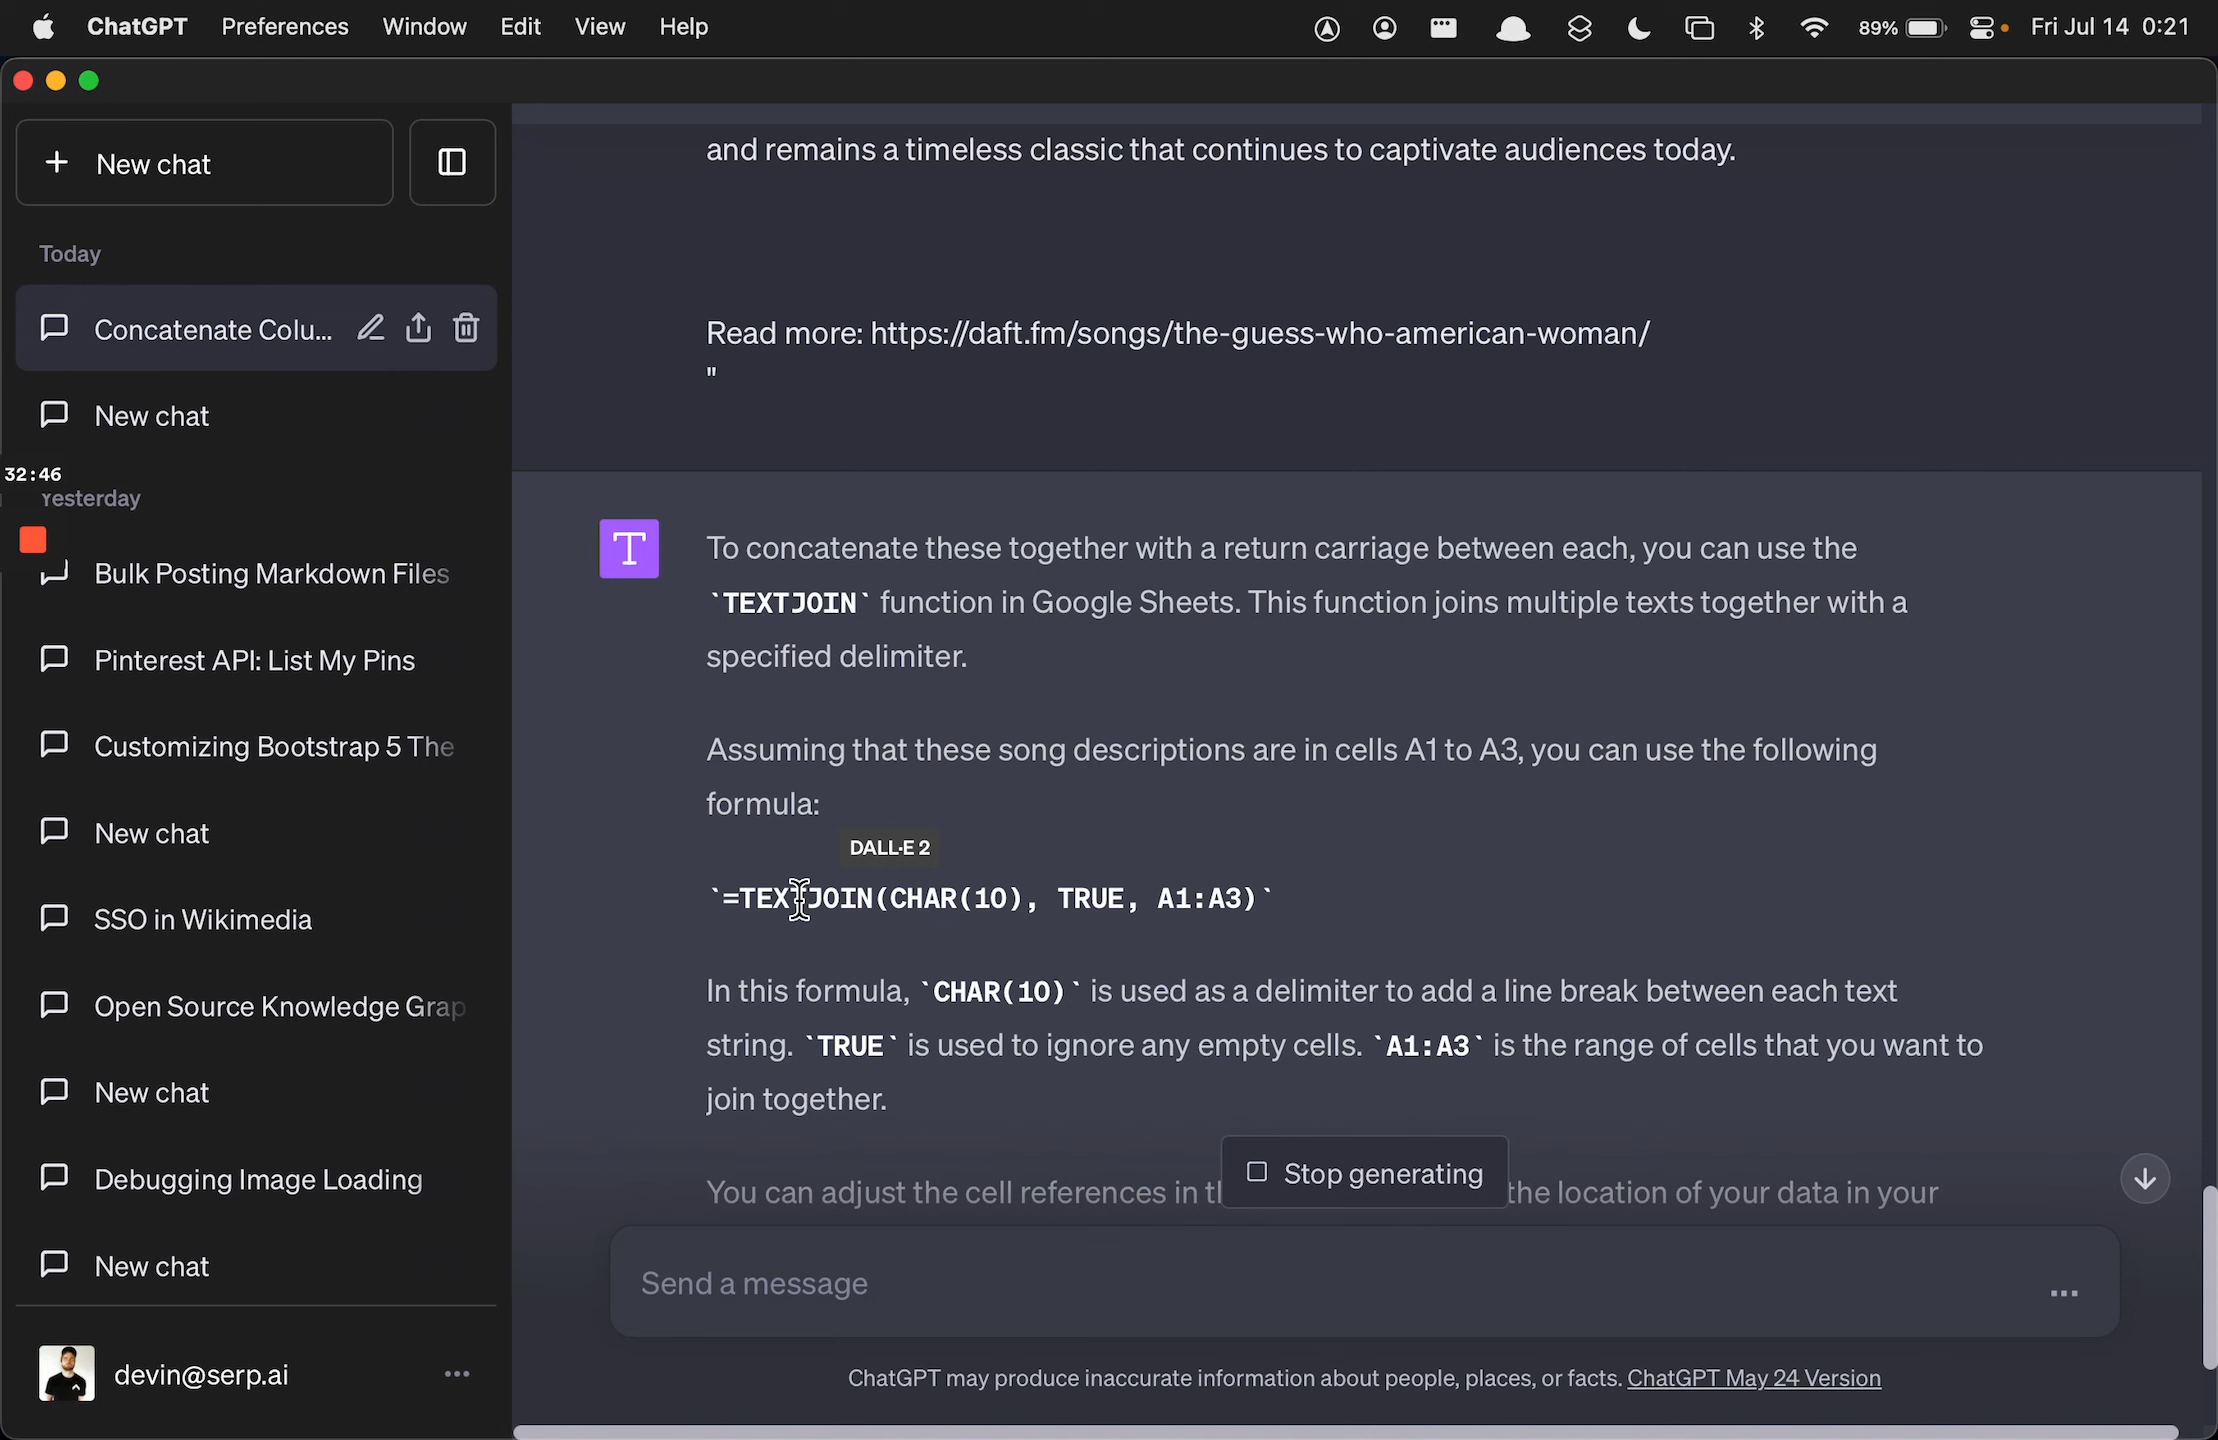 ChatGPT Preferences Window Edit View Help 89% Fri Jul 14 0:21
New chat
Today
Concatenate Colu...
New chat
32:46
Yesterday
Bulk Posting Markdown Files
Pinterest API: List My Pins
Customizing Bootstrap 5 The
New chat
SSO in Wikimedia
Open Source Knowledge Grap
New chat
Debugging Image Loading
New chat
devin@serp.ai
and remains a timeless classic that continues to captivate audiences today.
Read more: https://daft.fm/songs/the-guess-who-american-woman/
"
T
To concatenate these together with a return carriage between each, you can use the
`TEXTJOIN` function in Google Sheets. This function joins multiple texts together with a
specified delimiter.
Assuming that these song descriptions are in cells A1 to A3, you can use the following
formula:
DALL·E 2
`=TEXTJOIN(CHAR(10), TRUE, A1:A3)`
In this formula, `CHAR(10)` is used as a delimiter to add a line break between each text
string. `TRUE` is used to ignore any empty cells. `A1:A3` is the range of cells that you want to
join together.
You can adjust the cell references in the location of your data in your
Stop generating
Send a message
ChatGPT may produce inaccurate information about people, places, or facts. ChatGPT May 24 Version